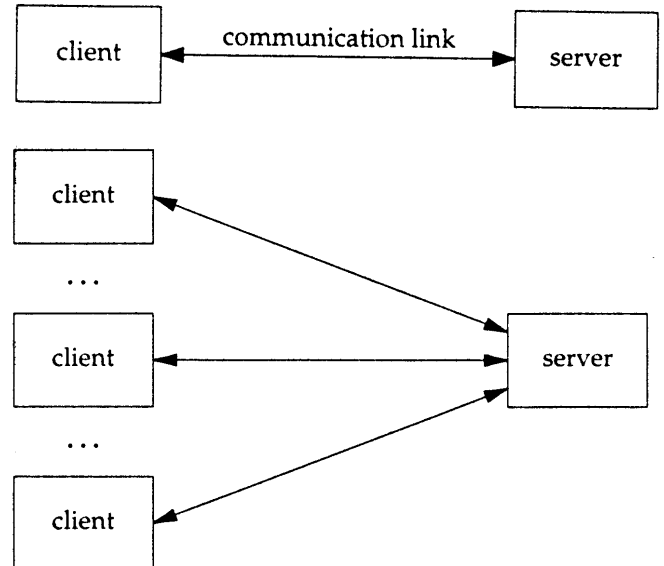 client
communication link
server
client
...
client
server
...
client